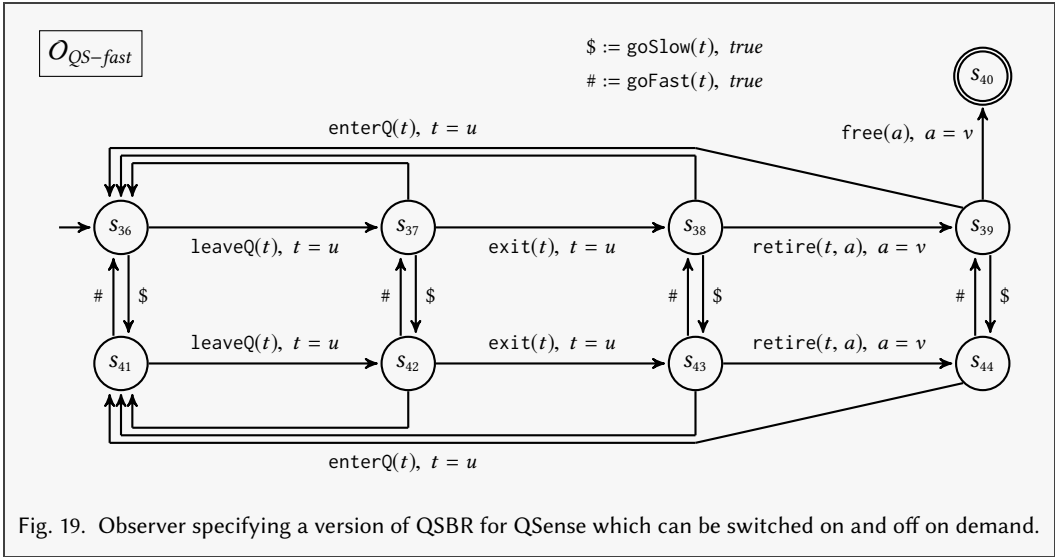 𝒪QS−fast
$ := goSlow(t), true
# := goFast(t), true
s40
enterQ(t), t = u
free(a), a = v
s36
leaveQ(t), t = u
s37
exit(t), t = u
s38
retire(t, a), a = v
s39
# $ # $ # $ # $
s41
leaveQ(t), t = u
s42
exit(t), t = u
s43
retire(t, a), a = v
s44
enterQ(t), t = u
Fig. 19. Observer specifying a version of QSBR for QSense which can be switched on and off on demand.